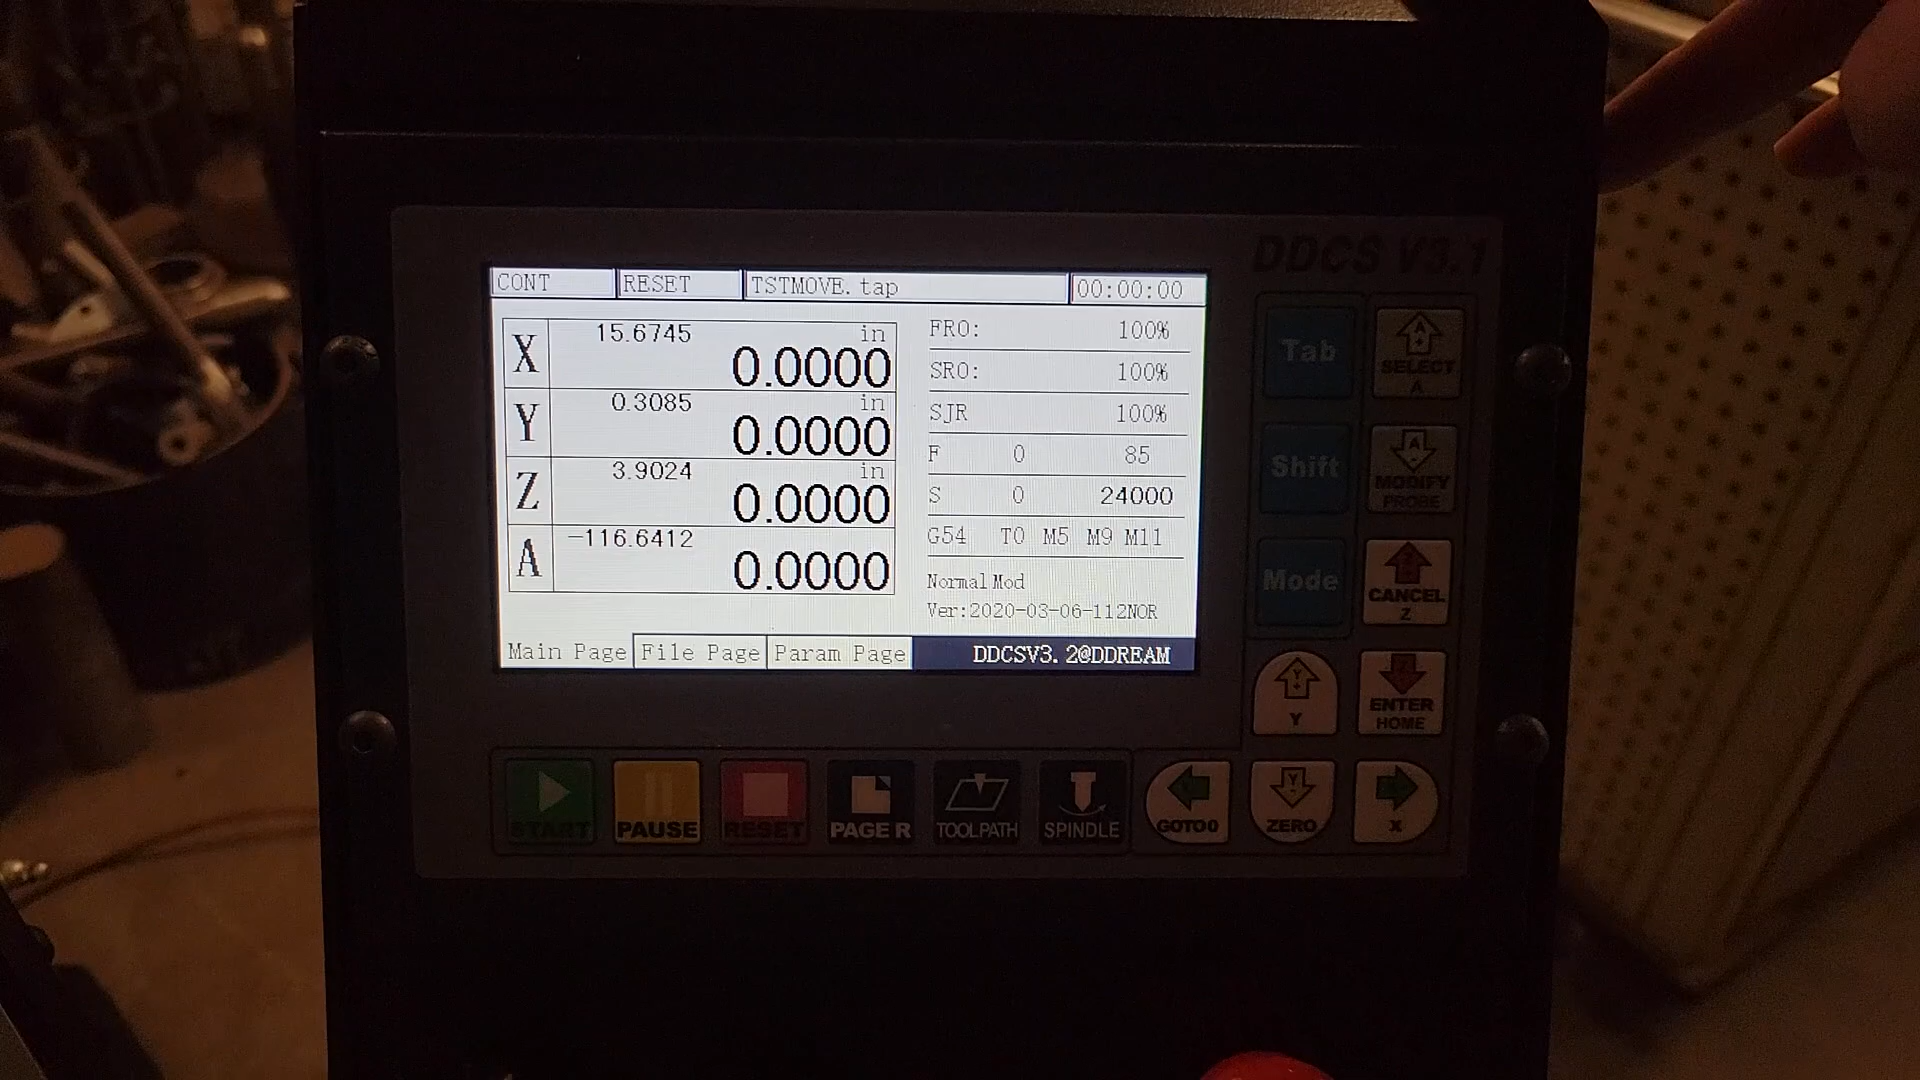 DDCS V3.1
CONT RESET TSTMOVE.tap 00:00:00
X 15.6745 in 0.0000
Y 0.3085 in 0.0000
Z 3.9024 in 0.0000
A -116.6412 0.0000
FRO: 100%
SRO: 100%
SJR 100%
F 0 85
S 0 24000
G54 T0 M5 M9 M11
Normal Mod
Ver:2020-03-06-112NOR
Main Page File Page Param Page DDCSV3.2@DDREAM
Tab
A+
SELECT
A
Shift
A-
MODIFY
PROBE
Mode
CANCEL
Z
Y+
Y
ENTER
HOME
START
PAUSE
RESET
PAGE R
TOOLPATH
SPINDLE
GOTO0
Y-
ZERO
X